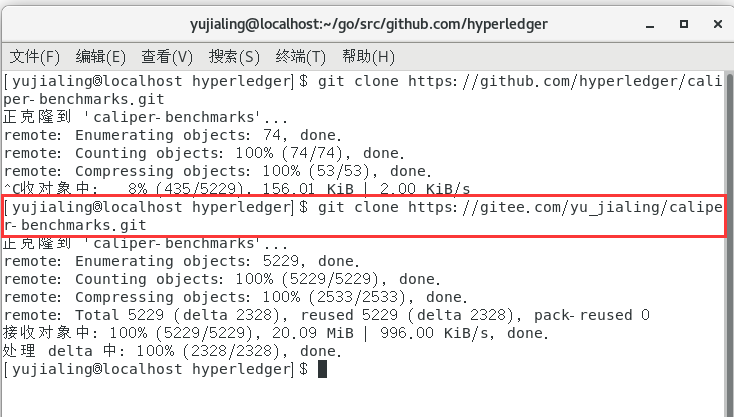 yujialing@localhost:~/go/src/github.com/hyperledger
文件(F) 编辑(E) 查看(V) 搜索(S) 终端(T) 帮助(H)
[yujialing@localhost hyperledger]$ git clone https://github.com/hyperledger/cali
per-benchmarks.git
正克隆到 'caliper-benchmarks'...
remote: Enumerating objects: 74, done.
remote: Counting objects: 100% (74/74), done.
remote: Compressing objects: 100% (53/53), done.
^C收对象中:   8% (435/5229), 156.01 KiB | 2.00 KiB/s
[yujialing@localhost hyperledger]$ git clone https://gitee.com/yu_jialing/calipe
r-benchmarks.git
正克隆到 'caliper-benchmarks'...
remote: Enumerating objects: 5229, done.
remote: Counting objects: 100% (5229/5229), done.
remote: Compressing objects: 100% (2533/2533), done.
remote: Total 5229 (delta 2328), reused 5229 (delta 2328), pack-reused 0
接收对象中: 100% (5229/5229), 20.09 MiB | 996.00 KiB/s, done.
处理 delta 中: 100% (2328/2328), done.
[yujialing@localhost hyperledger]$